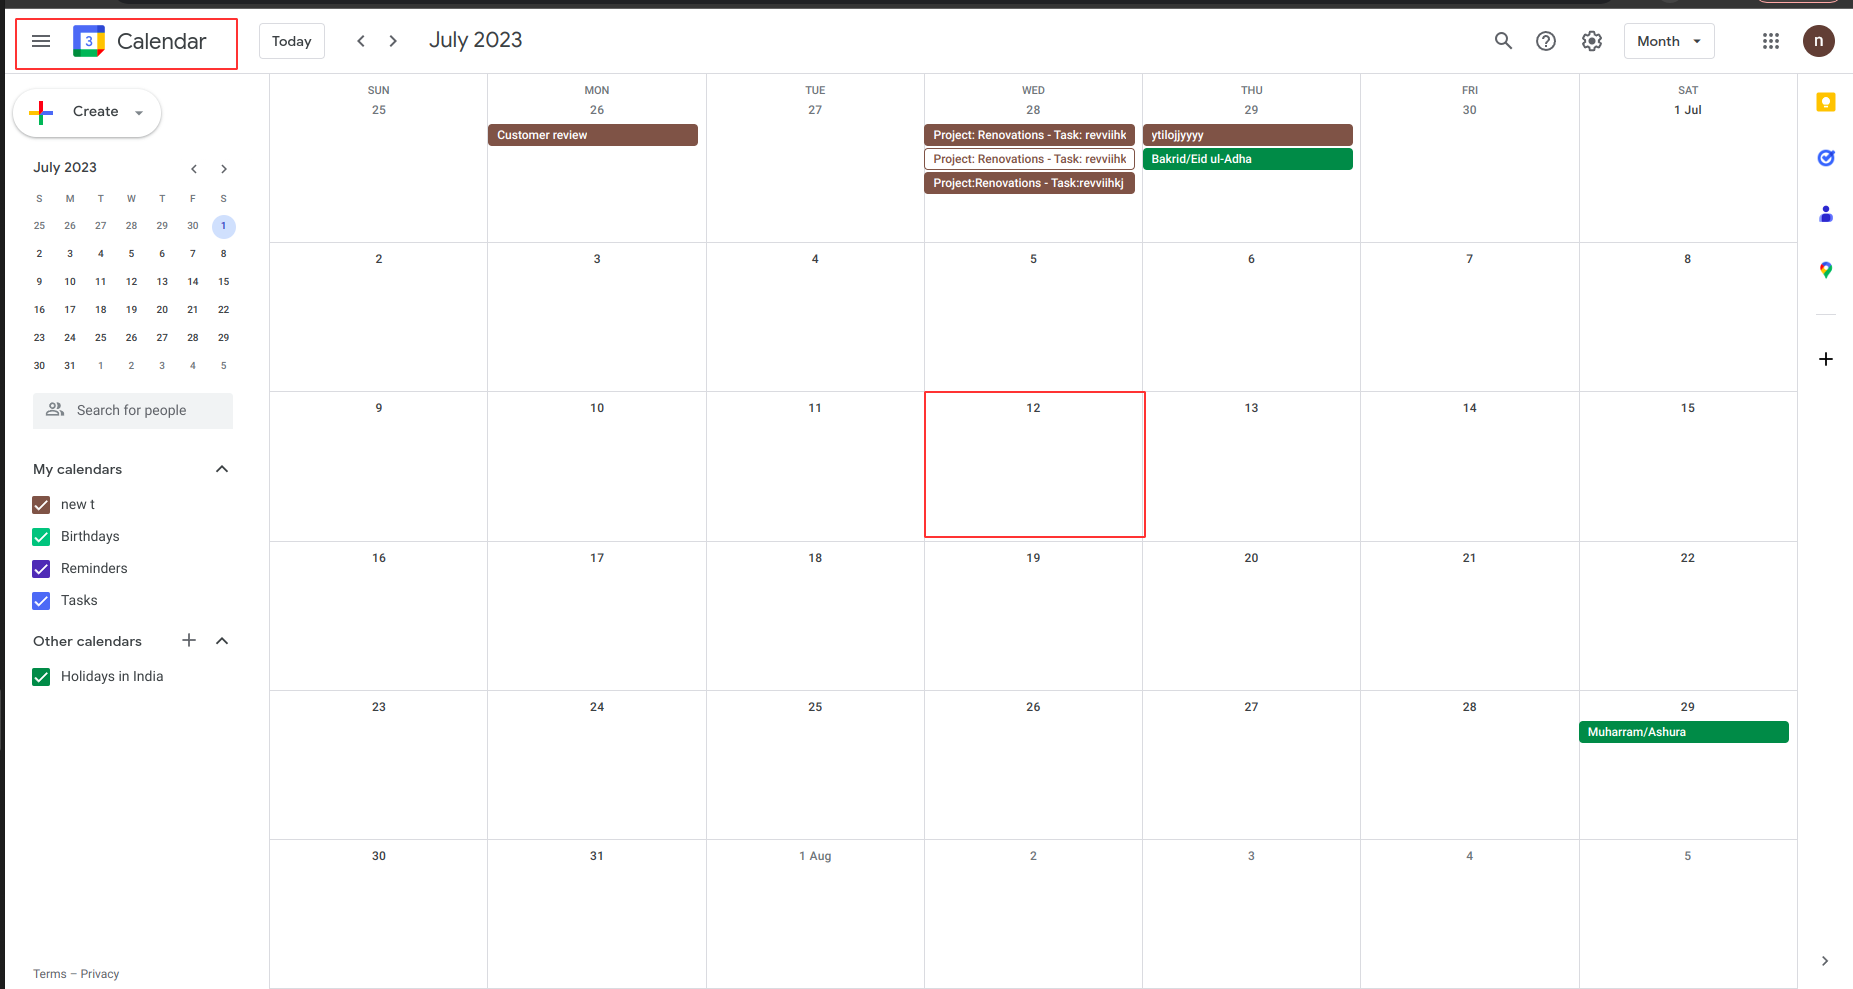 3 Calendar Today July 2023 Month n
Create
July 2023
S M T W T F S
25 26 27 28 29 30 1
2 3 4 5 6 7 8
9 10 11 12 13 14 15
16 17 18 19 20 21 22
23 24 25 26 27 28 29
30 31 1 2 3 4 5
Search for people
My calendars
new t
Birthdays
Reminders
Tasks
Other calendars
Holidays in India
Terms – Privacy
SUN MON TUE WED THU FRI SAT
25 26 27 28 29 30 1 Jul
Customer review Project: Renovations - Task: revviihk ytilojjyyyy
Project: Renovations - Task: revviihk Bakrid/Eid ul-Adha
Project:Renovations - Task:revviihkj
2 3 4 5 6 7 8
9 10 11 12 13 14 15
16 17 18 19 20 21 22
23 24 25 26 27 28 29
Muharram/Ashura
30 31 1 Aug 2 3 4 5